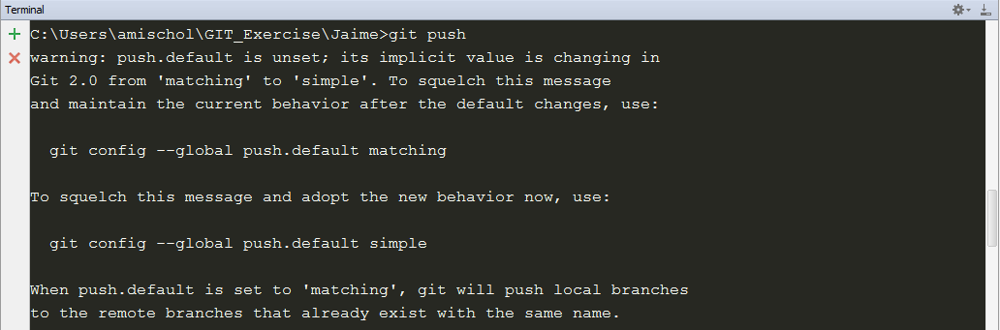 Terminal
C:\Users\amischol\GIT_Exercise\Jaime>git push
warning: push.default is unset; its implicit value is changing in
Git 2.0 from 'matching' to 'simple'. To squelch this message
and maintain the current behavior after the default changes, use:
git config --global push.default matching
To squelch this message and adopt the new behavior now, use:
git config --global push.default simple
When push.default is set to 'matching', git will push local branches
to the remote branches that already exist with the same name.